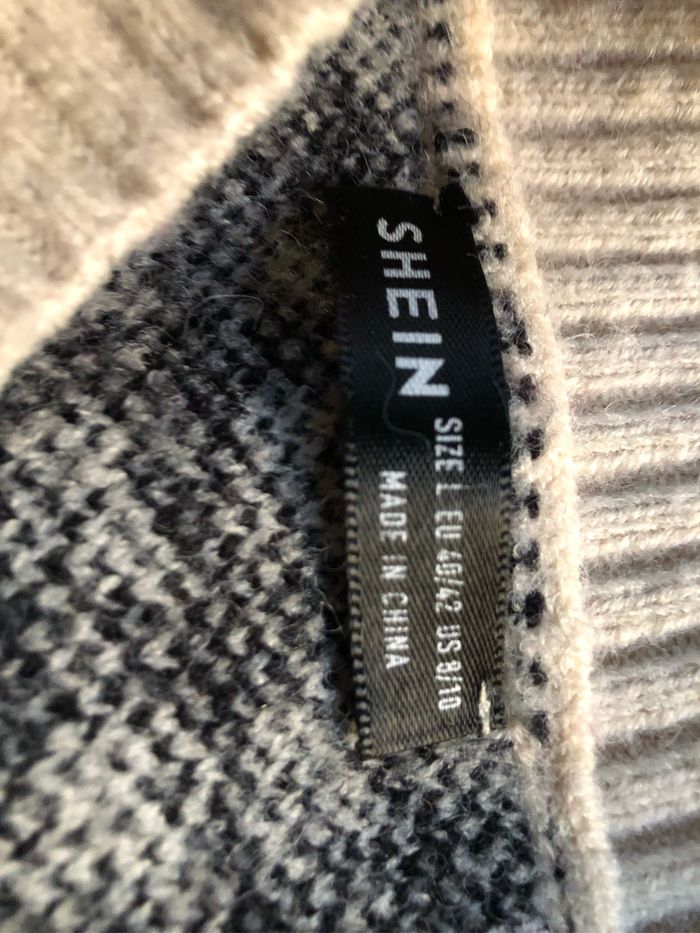 SHEIN
SIZE L EU 40/42 US 8/10
MADE IN CHINA